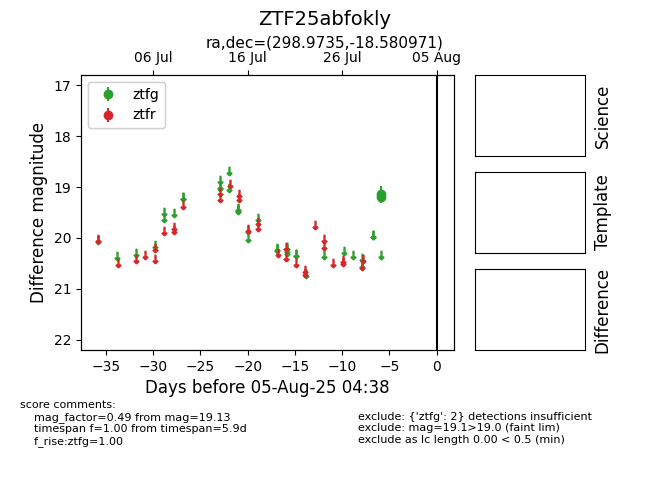 ZTF25abfokly
ra,dec=(298.9735,-18.580971)
06 Jul 16 Jul 26 Jul 05 Aug
ztfg
ztfr
17
18
19
20
21
22
Difference magnitude
−35 −30 −25 −20 −15 −10 −5 0
Days before 05-Aug-25 04:38
Science
Template
Difference
score comments:
mag_factor=0.49 from mag=19.13
timespan f=1.00 from timespan=5.9d
f_rise:ztfg=1.00
exclude: {'ztfg': 2} detections insufficient
exclude: mag=19.1>19.0 (faint lim)
exclude as lc length 0.00 < 0.5 (min)